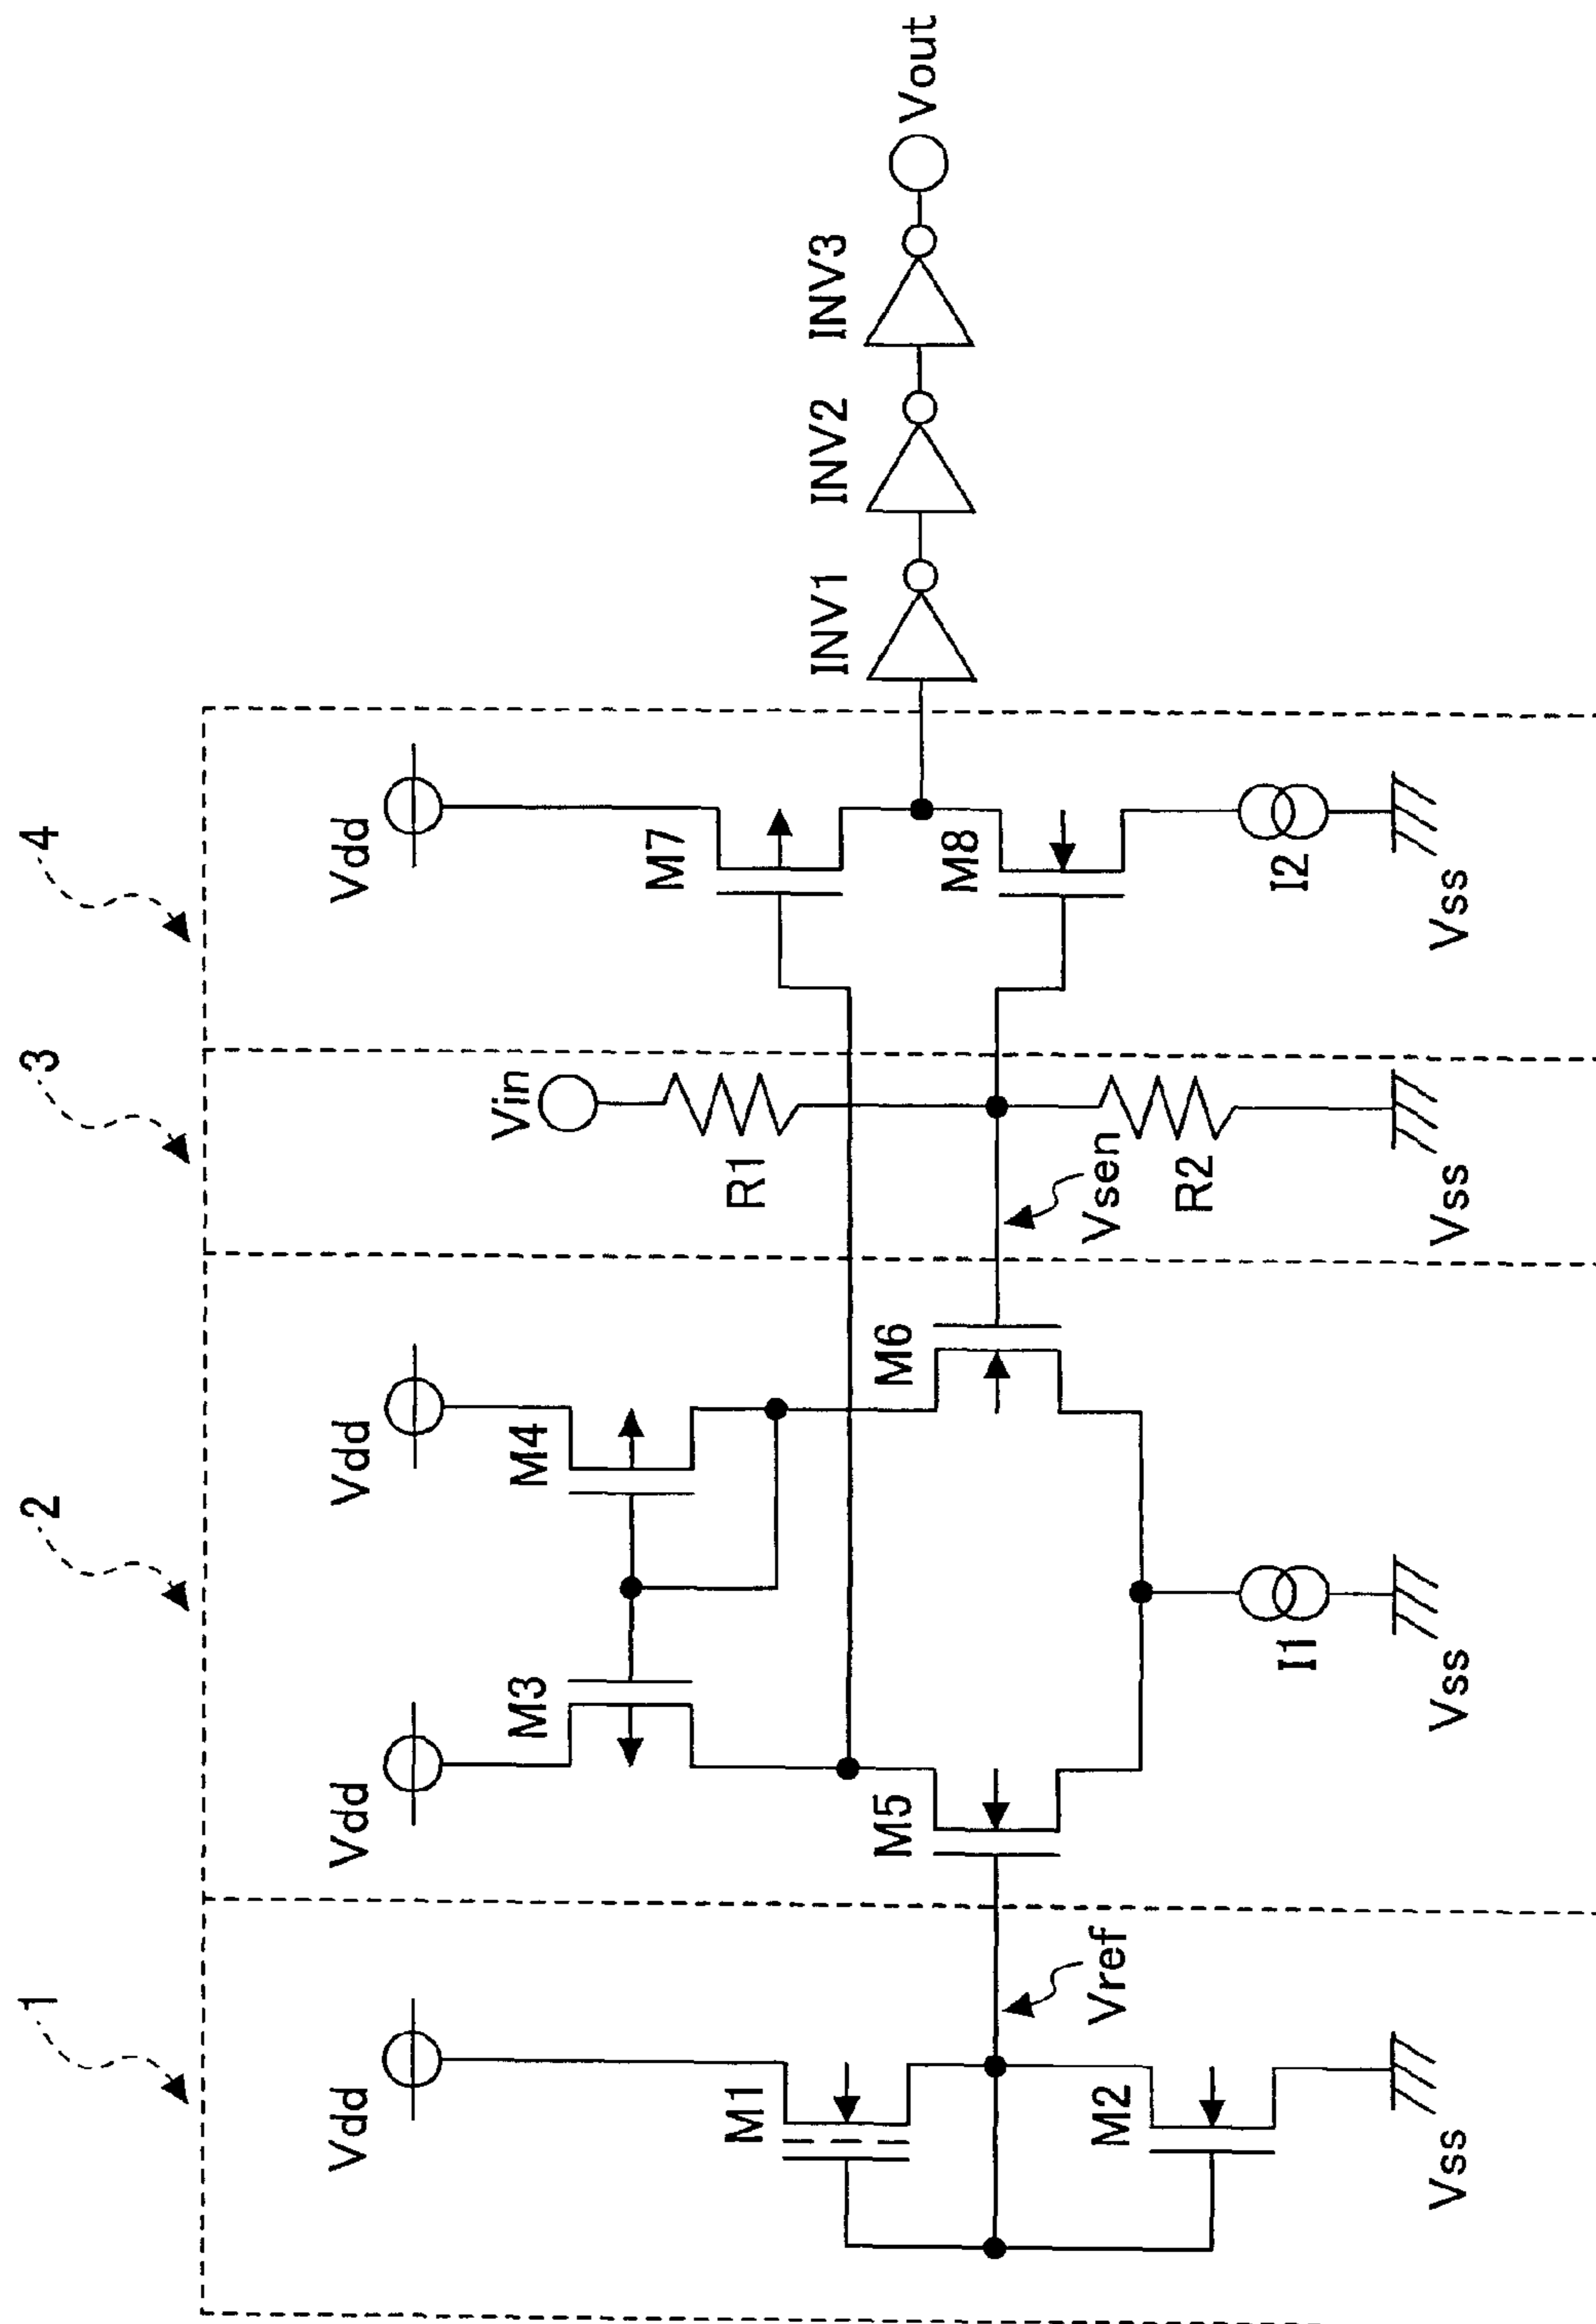 1
2
3
4
Vdd
Vdd
Vdd
Vdd
Vin
M3
M4
R1
M7
INV1
INV2
INV3
Vout
M1
M5
M6
M8
Vref
Vsen
M2
R2
I1
I2
Vss
Vss
Vss
Vss